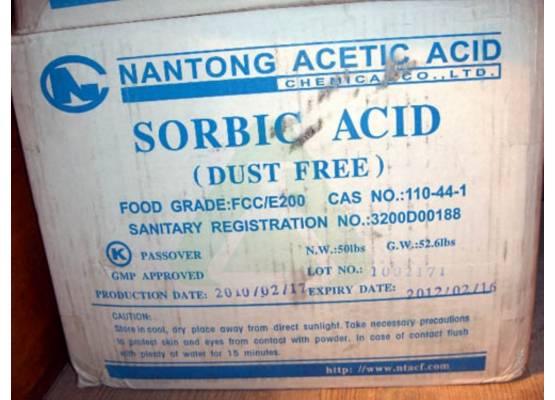 NANTONG ACETIC ACID
CHEMICAL CO.,LTD.
SORBIC ACID
(DUST FREE)
FOOD GRADE:FCC/E200 CAS NO.:110-44-1
SANITARY REGISTRATION NO.:3200D00188
K PASSOVER N.W.:50lbs G.W.:52.6lbs
GMP APPROVED LOT NO.: 1002171
PRODUCTION DATE: 2010/02/17 EXPIRY DATE: 2012/02/16
CAUTION:
Store in cool, dry place away from direct sunlight. Take necessary precautions
to protect skin and eyes from contact with powder. In case of contact flush
with plenty of water for 15 minutes.
http://www.ntacf.com